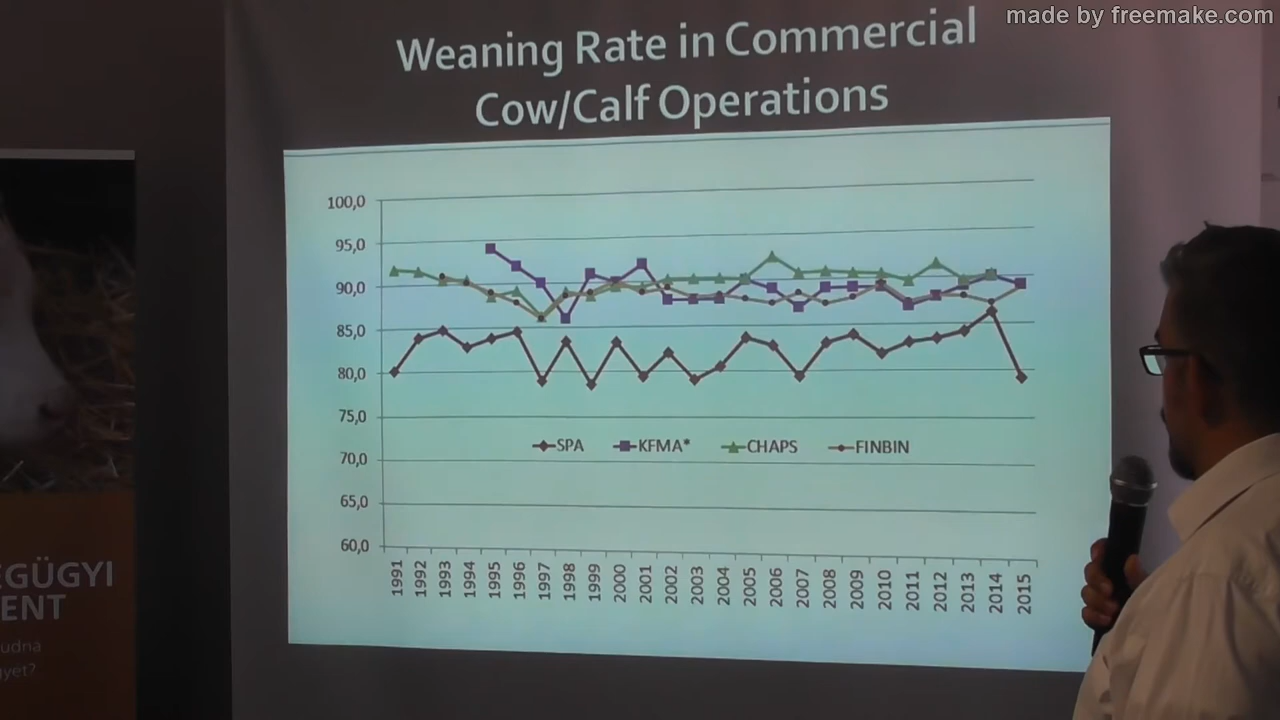 made by freemake.com
Weaning Rate in Commercial
Cow/Calf Operations
100,0
95,0
90,0
85,0
80,0
75,0
70,0
65,0
60,0
SPA KFMA* CHAPS FINBIN
1991 1992 1993 1994 1995 1996 1997 1998 1999 2000 2001 2002 2003 2004 2005 2006 2007 2008 2009 2010 2011 2012 2013 2014 2015
EGÜGYI
ENT
udna
gyét?